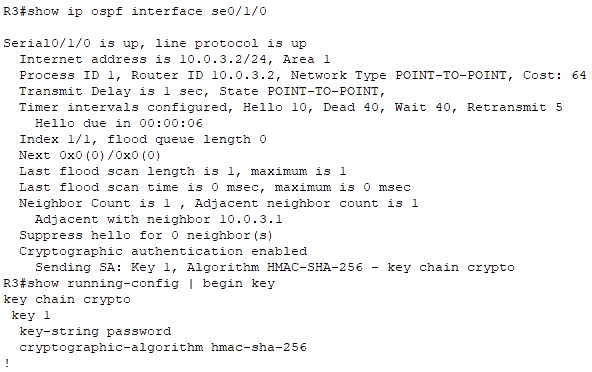 R3#show ip ospf interface se0/1/0
Serial0/1/0 is up, line protocol is up
Internet address is 10.0.3.2/24, Area 1
Process ID 1, Router ID 10.0.3.2, Network Type POINT-TO-POINT, Cost: 64
Transmit Delay is 1 sec, State POINT-TO-POINT,
Timer intervals configured, Hello 10, Dead 40, Wait 40, Retransmit 5
Hello due in 00:00:06
Index 1/1, flood queue length 0
Next 0x0(0)/0x0(0)
Last flood scan length is 1, maximum is 1
Last flood scan time is 0 msec, maximum is 0 msec
Neighbor Count is 1 , Adjacent neighbor count is 1
Adjacent with neighbor 10.0.3.1
Suppress hello for 0 neighbor(s)
Cryptographic authentication enabled
Sending SA: Key 1, Algorithm HMAC-SHA-256 - key chain crypto
R3#show running-config | begin key
key chain crypto
key 1
key-string password
cryptographic-algorithm hmac-sha-256
!